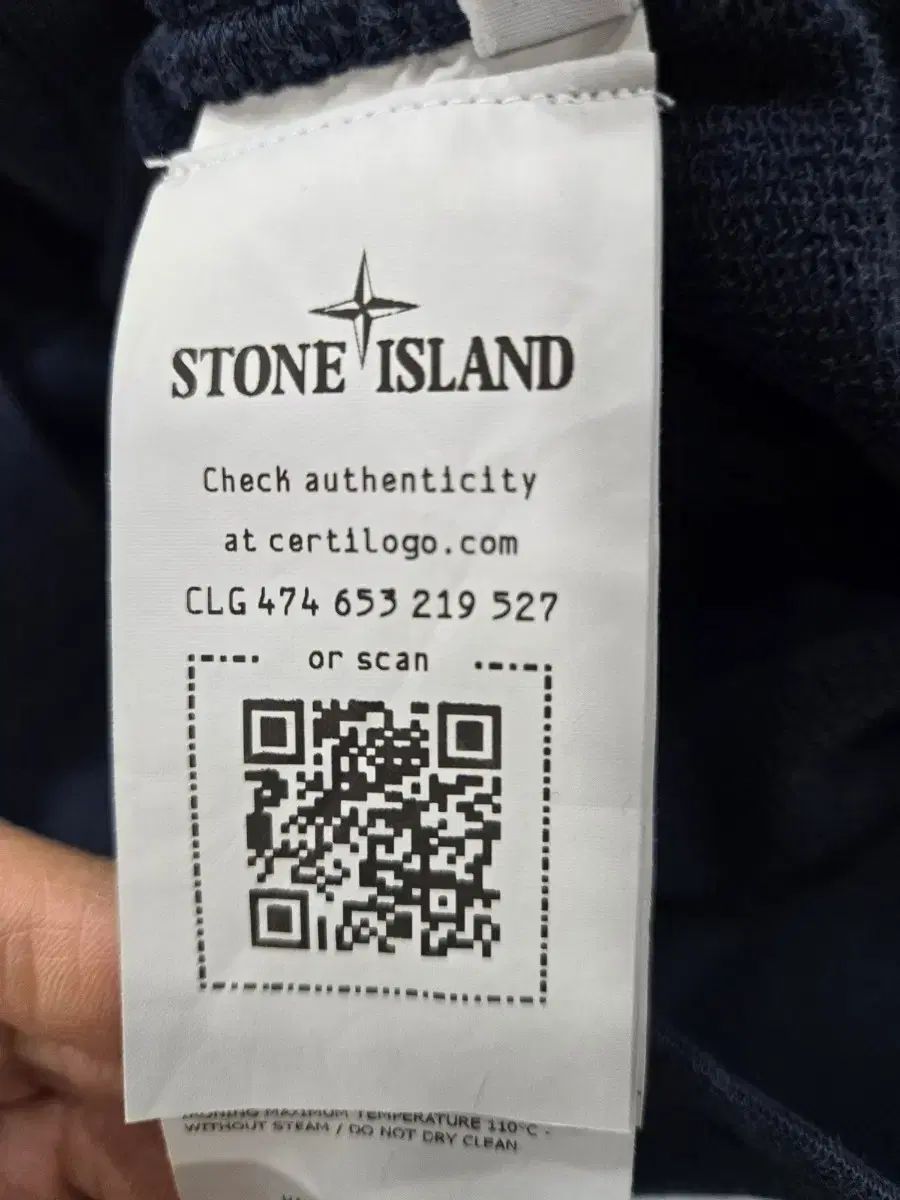 STONE ISLAND
Check authenticity
at certilogo.com
CLG 474 653 219 527
or scan
IRONING MAXIMUM TEMPERATURE 110°C -
WITHOUT STEAM / DO NOT DRY CLEAN